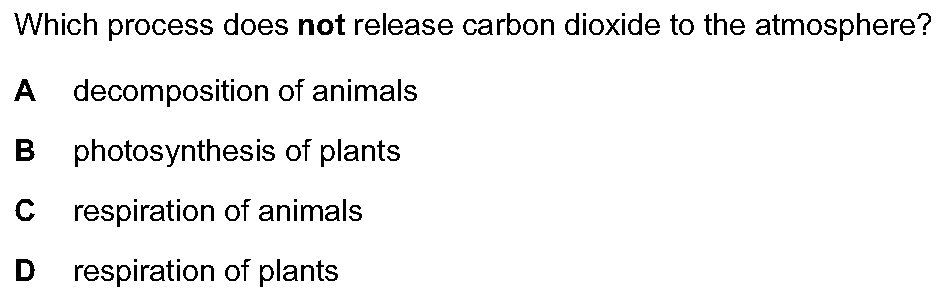 Which process does not release carbon dioxide to the atmosphere?
A decomposition of animals
B photosynthesis of plants
C respiration of animals
D respiration of plants